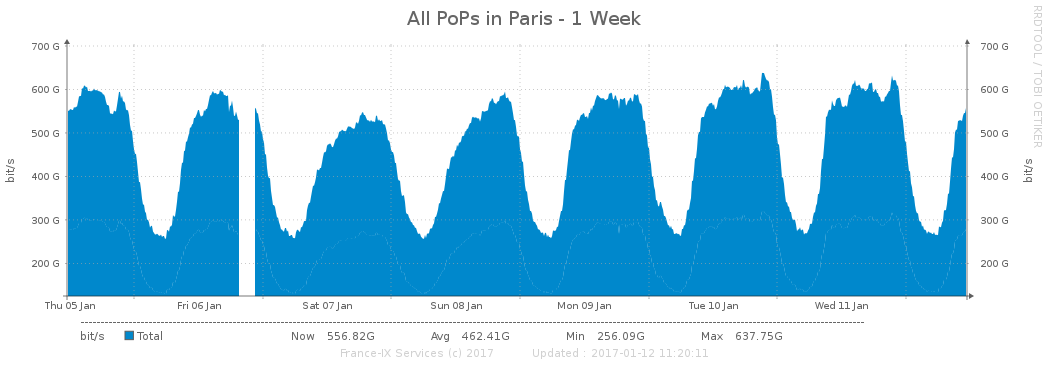 All PoPs in Paris - 1 Week
RRDTOOL / TOBI OETIKER
700 G 700 G
600 G 600 G
500 G 500 G
400 G 400 G
300 G 300 G
200 G 200 G
bit/s bit/s
Thu 05 Jan Fri 06 Jan Sat 07 Jan Sun 08 Jan Mon 09 Jan Tue 10 Jan Wed 11 Jan
bit/s Total Now 556.82G Avg 462.41G Min 256.09G Max 637.75G
France-IX Services (c) 2017 Updated : 2017-01-12 11:20:11